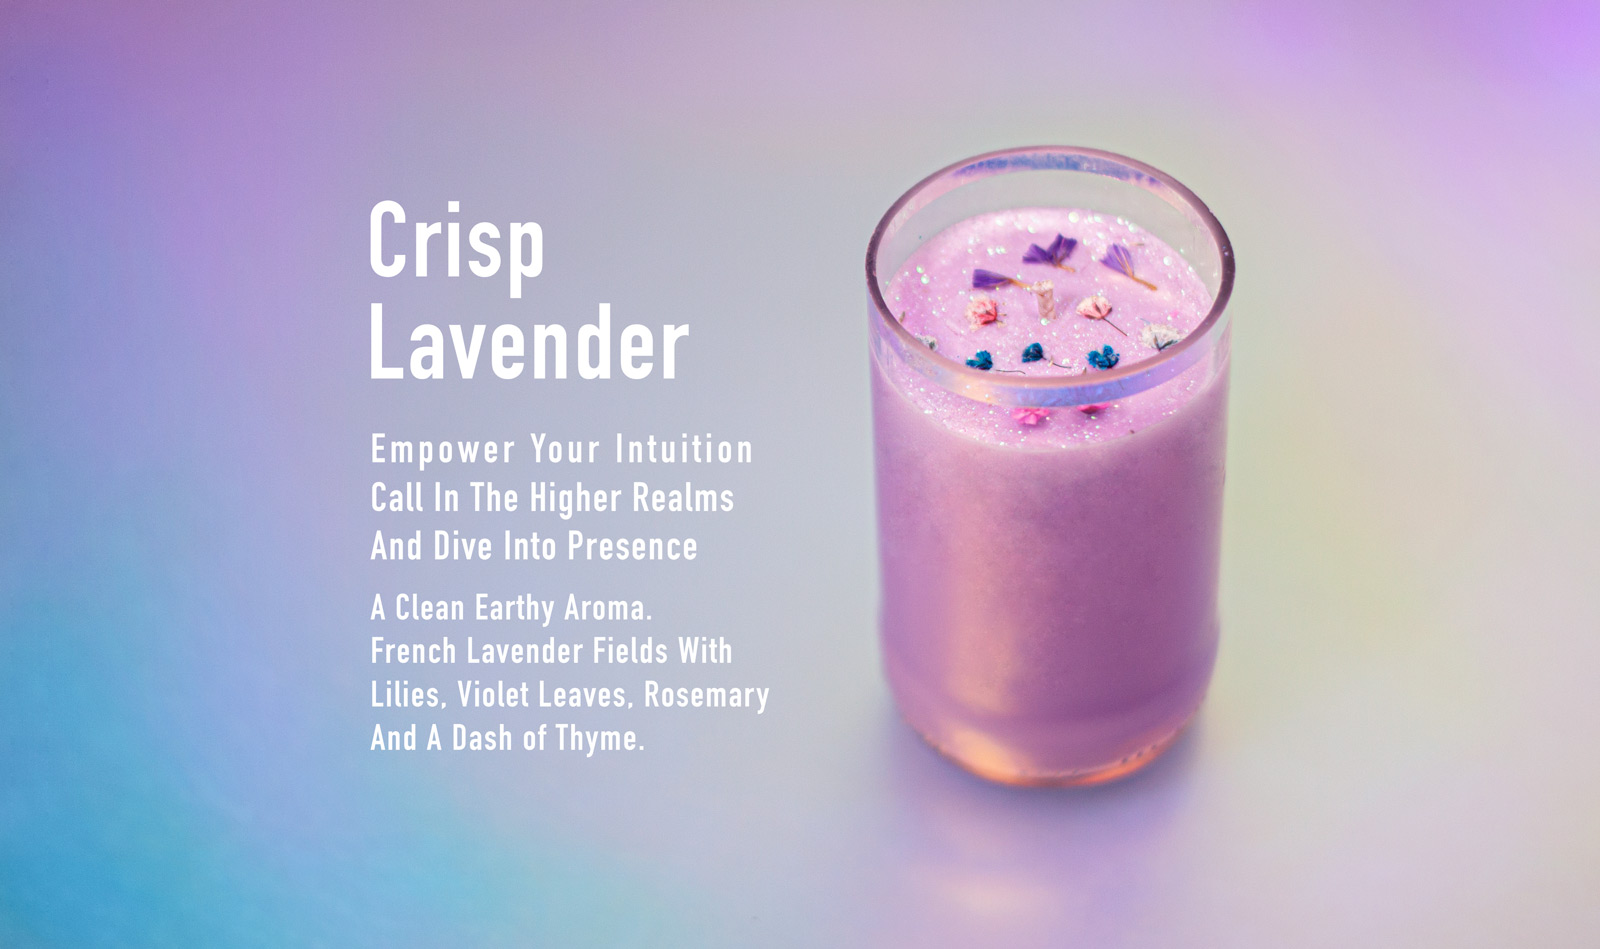 Crisp
Lavender
Empower Your Intuition
Call In The Higher Realms
And Dive Into Presence
A Clean Earthy Aroma.
French Lavender Fields With
Lilies, Violet Leaves, Rosemary
And A Dash of Thyme.